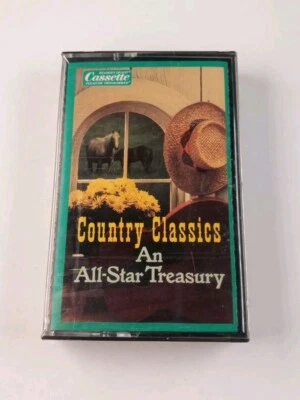 Cassette
Country Classics
An
All-Star Treasury